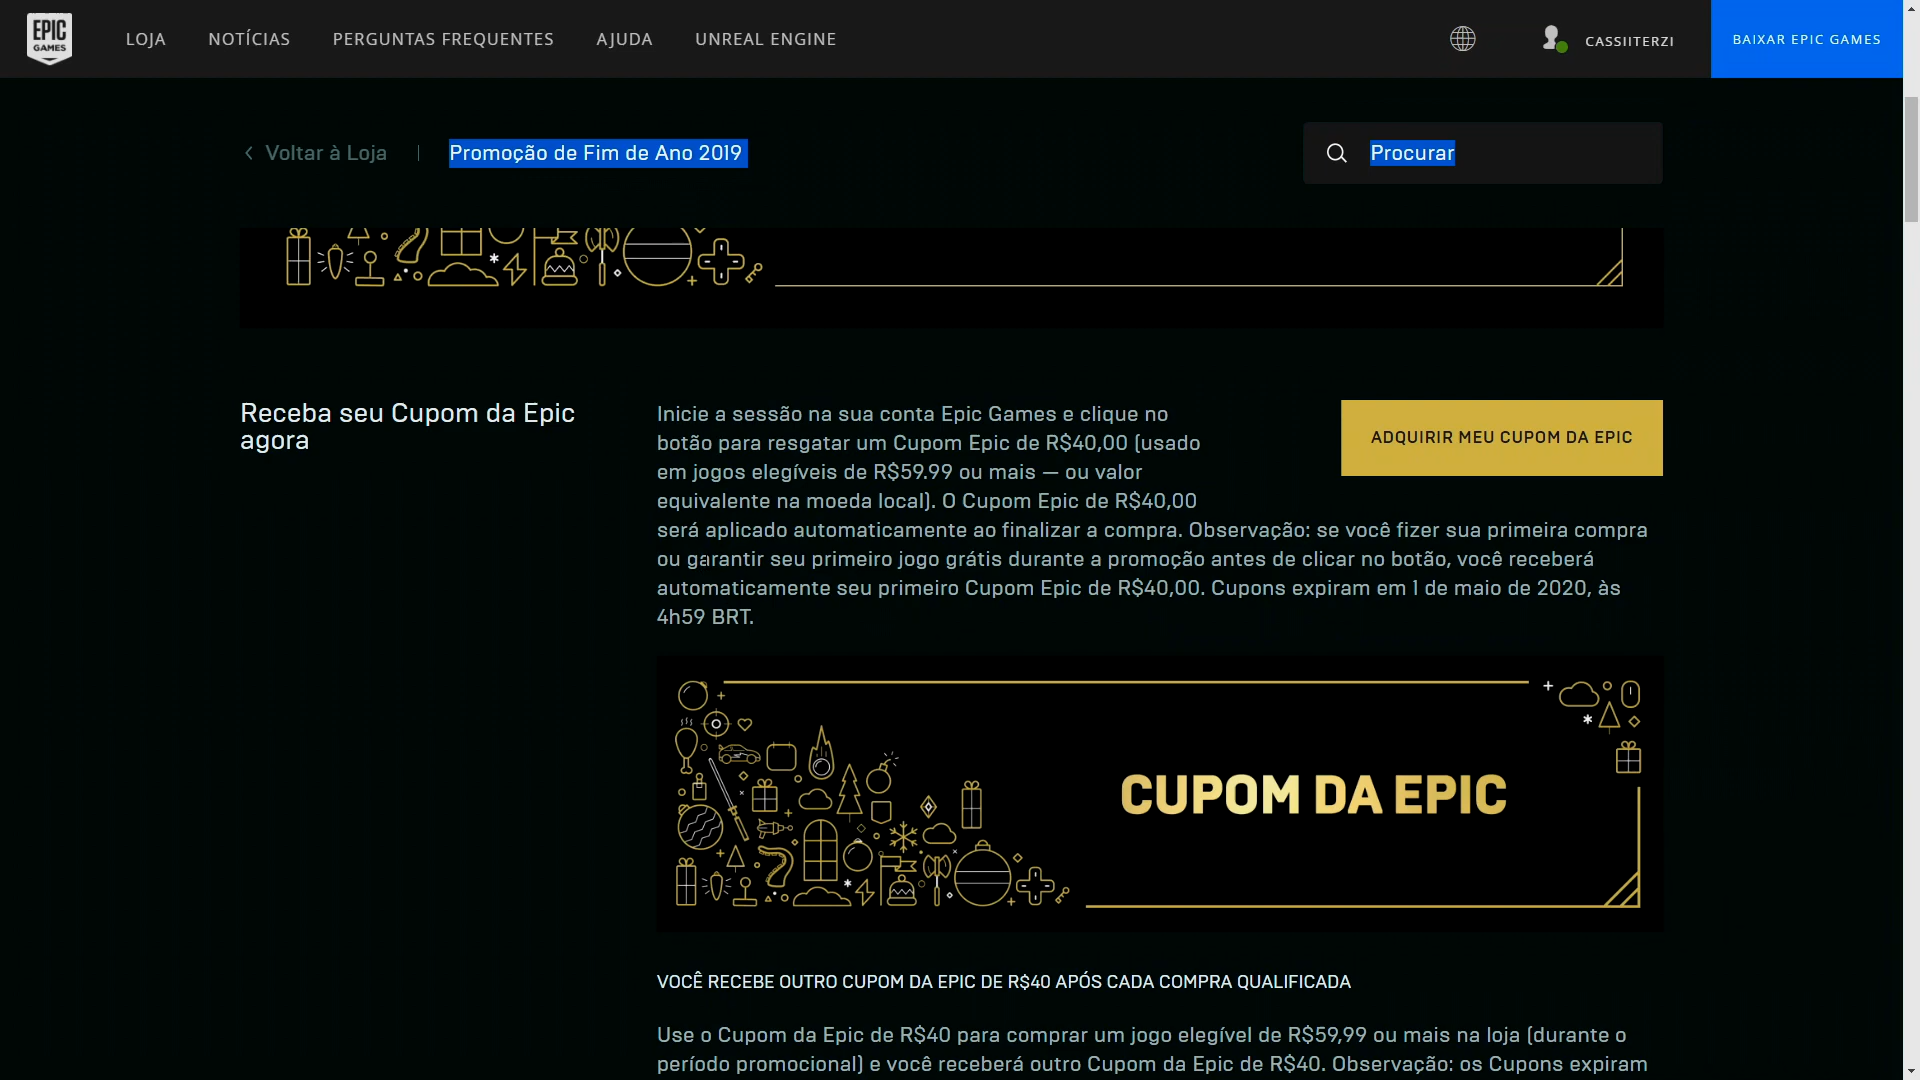 EPIC
GAMES
LOJA
NOTÍCIAS
PERGUNTAS FREQUENTES
AJUDA
UNREAL ENGINE
CASSIITERZI
BAIXAR EPIC GAMES
Voltar à Loja
Promoção de Fim de Ano 2019
Procurar
Receba seu Cupom da Epic
agora
Inicie a sessão na sua conta Epic Games e clique no
botão para resgatar um Cupom Epic de R$40,00 (usado
em jogos elegíveis de R$59.99 ou mais — ou valor
equivalente na moeda local). O Cupom Epic de R$40,00
será aplicado automaticamente ao finalizar a compra. Observação: se você fizer sua primeira compra
ou garantir seu primeiro jogo grátis durante a promoção antes de clicar no botão, você receberá
automaticamente seu primeiro Cupom Epic de R$40,00. Cupons expiram em 1 de maio de 2020, às
4h59 BRT.
ADQUIRIR MEU CUPOM DA EPIC
CUPOM DA EPIC
VOCÊ RECEBE OUTRO CUPOM DA EPIC DE R$40 APÓS CADA COMPRA QUALIFICADA
Use o Cupom da Epic de R$40 para comprar um jogo elegível de R$59,99 ou mais na loja (durante o
período promocional) e você receberá outro Cupom da Epic de R$40. Observação: os Cupons expiram